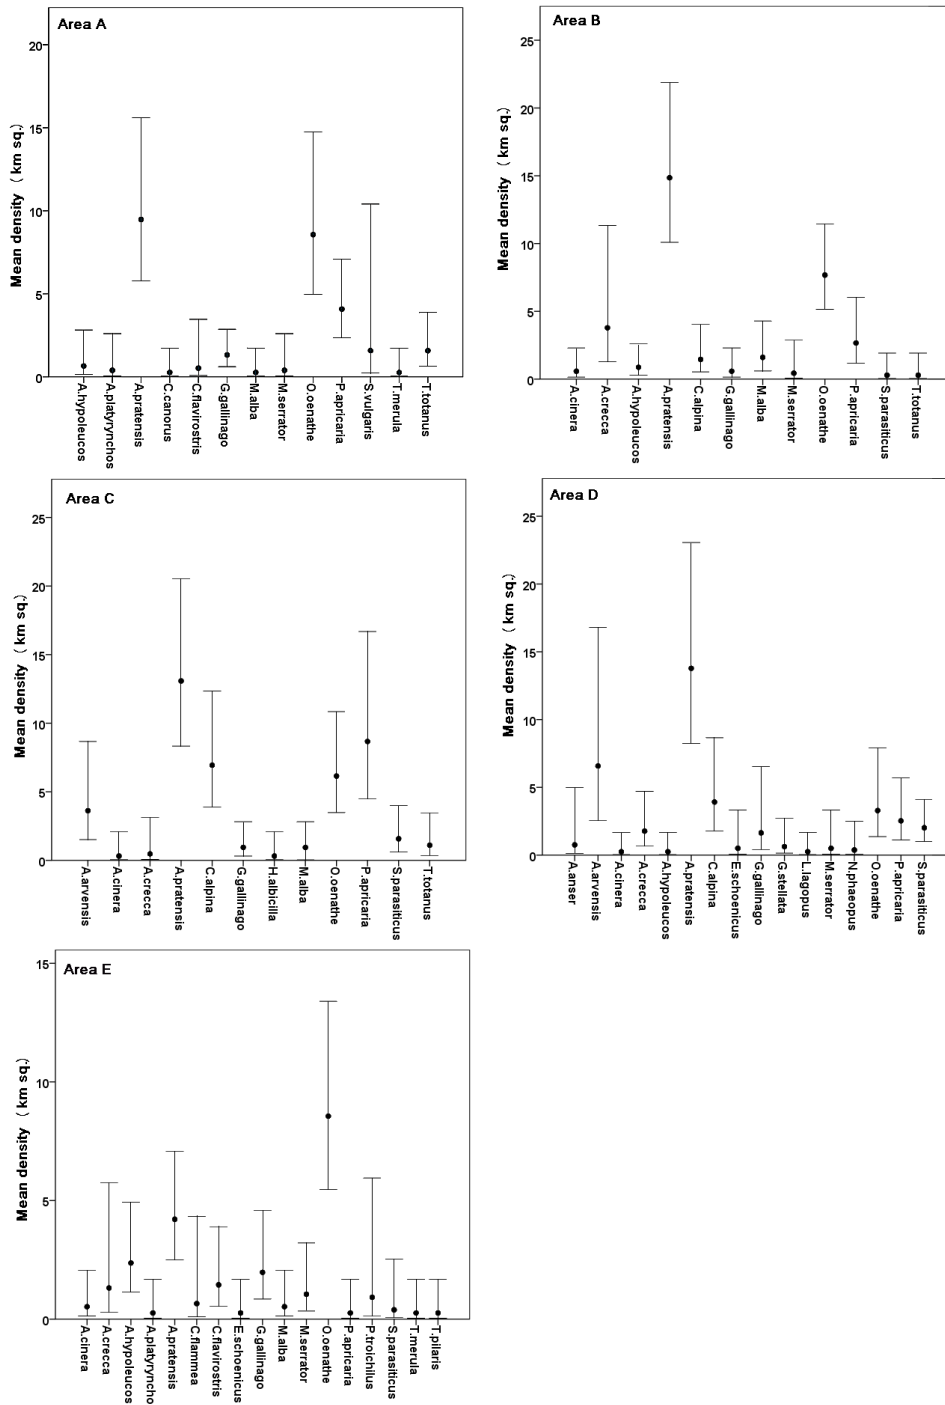 Area A
Mean density ( km sq.)
20
15
10
5
0
A.hypoleucos
A.platyrynchos
A.pratensis
C.canorus
C.flavirostris
G.gallinago
M.alba
M.serrator
O.oenathe
P.apricaria
S.vulgaris
T.merula
T.totanus
Area B
Mean density ( km sq.)
25
20
15
10
5
0
A.cinera
A.crecca
A.hypoleucos
A.pratensis
C.alpina
G.gallinago
M.alba
M.serrator
O.oenathe
P.apricaria
S.parasiticus
T.totanus
Area C
Mean density ( km sq.)
25
20
15
10
5
0
A.arvensis
A.cinera
A.crecca
A.pratensis
C.alpina
G.gallinago
H.albicilla
M.alba
O.oenathe
P.apricaria
S.parasiticus
T.totanus
Area D
Mean density ( km sq.)
25
20
15
10
5
0
A.anser
A.arvensis
A.cinera
A.crecca
A.hypoleucos
A.pratensis
C.alpina
E.schoenicus
G.gallinago
G.stellata
L.lagopus
M.serrator
N.phaeopus
O.oenathe
P.apricaria
S.parasiticus
Area E
Mean density ( km sq.)
15
10
5
0
A.cinera
A.crecca
A.hypoleucos
A.platyryncho
A.pratensis
C.flammea
C.flavirostris
E.schoenicus
G.gallinago
M.alba
M.serrator
O.oenathe
P.apricaria
P.troichilus
S.parasiticus
T.merula
T.pilaris